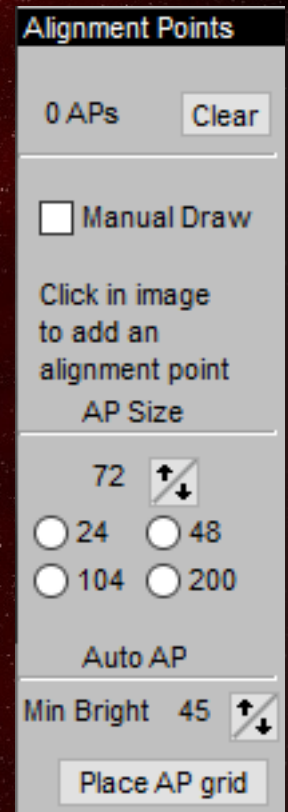 Alignment Points
0 APs Clear
Manual Draw
Click in image
to add an
alignment point
AP Size
72
24 48
104 200
Auto AP
Min Bright 45
Place AP grid